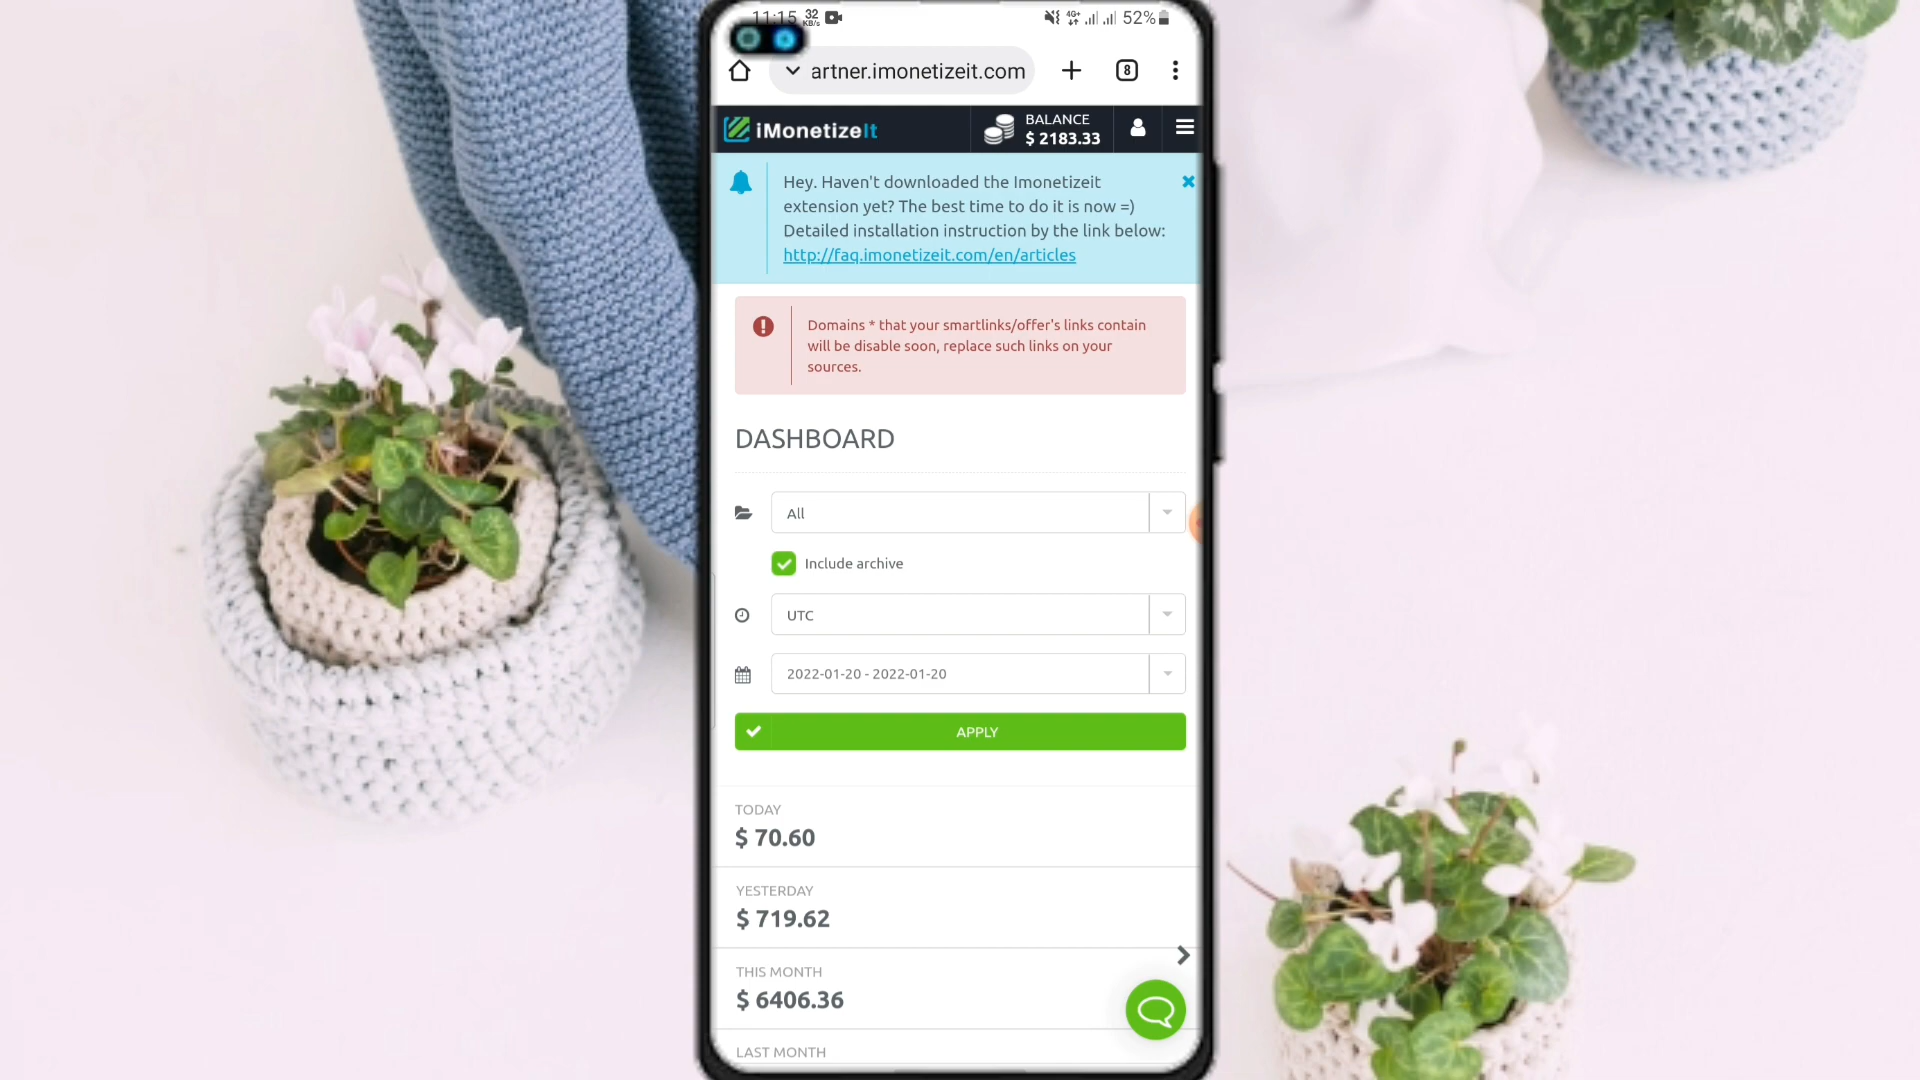 11:15 32 KB/s 4G+ 52%
artner.imonetizeit.com 8
iMonetizeIt
BALANCE
$ 2183.33
Hey. Haven't downloaded the Imonetizeit
extension yet? The best time to do it is now =)
Detailed installation instruction by the link below:
http://faq.imonetizeit.com/en/articles
Domains * that your smartlinks/offer's links contain
will be disable soon, replace such links on your
sources.
DASHBOARD
All
Include archive
UTC
2022-01-20 - 2022-01-20
APPLY
TODAY
$ 70.60
YESTERDAY
$ 719.62
THIS MONTH
$ 6406.36
LAST MONTH